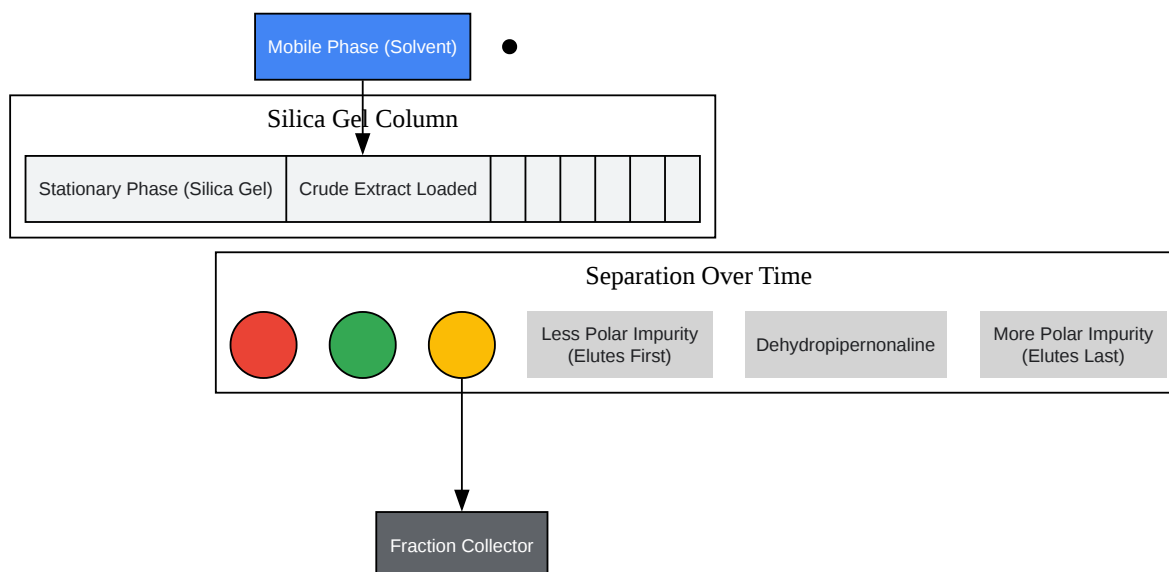 Mobile Phase (Solvent)
Silica Gel Column
Stationary Phase (Silica Gel)
Crude Extract Loaded
Separation Over Time
Less Polar Impurity
(Elutes First)
Dehydropipernonaline
More Polar Impurity
(Elutes Last)
Fraction Collector